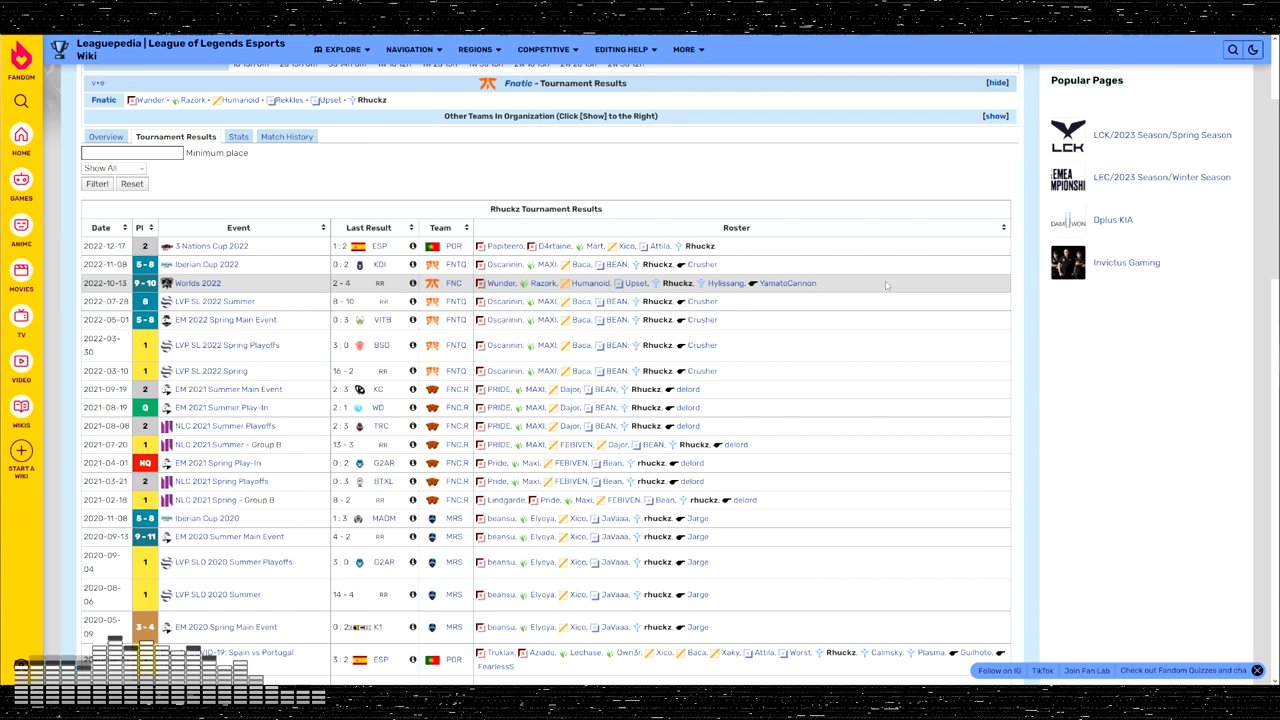 Leaguepedia | League of Legends Esports Wiki
EXPLORE NAVIGATION REGIONS COMPETITIVE EDITING HELP MORE
FANDOM
HOME
GAMES
ANIME
MOVIES
TV
VIDEO
WIKIS
START A WIKI
v • e Fnatic - Tournament Results [hide]
Fnatic Wunder • Razork • Humanoid • Rekkles • Upset • Rhuckz
Other Teams In Organization (Click [Show] to the Right) [show]
Overview Tournament Results Stats Match History
Minimum place
Show All
Filter! Reset
Rhuckz Tournament Results
Date Pl Event Last Result Team Roster
2022-12-17 2 3 Nations Cup 2022 1 : 2 ESP POR Papiteero, D4rtaine, Mart, Xico, Attila, Rhuckz
2022-11-08 5 - 8 Iberian Cup 2022 0 : 2 KOI FNTQ Oscarinin, MAXI, Baca, BEAN, Rhuckz, Crusher
2022-10-13 9 - 10 Worlds 2022 2 - 4 FNC Wunder, Razork, Humanoid, Upset, Rhuckz, Hylissang, YamatoCannon
2022-07-28 8 LVP SL 2022 Summer 8 - 10 RR FNTQ Oscarinin, MAXI, Baca, BEAN, Rhuckz, Crusher
2022-05-01 5 - 8 EM 2022 Spring Main Event 0 : 3 VITB FNTQ Oscarinin, MAXI, Baca, BEAN, Rhuckz, Crusher
2022-03-30 1 LVP SL 2022 Spring Playoffs 3 : 0 BSO FNTQ Oscarinin, MAXI, Baca, BEAN, Rhuckz, Crusher
2022-03-10 1 LVP SL 2022 Spring 16 - 2 RR FNTQ Oscarinin, MAXI, Baca, BEAN, Rhuckz, Crusher
2021-09-19 2 EM 2021 Summer Main Event 2 : 3 KC FNC.R PRIDE, MAXI, Dajor, BEAN, Rhuckz, delord
2021-08-19 Q EM 2021 Summer Play-In 2 : 1 WD FNC.R PRIDE, MAXI, Dajor, BEAN, Rhuckz, delord
2021-08-08 2 NLC 2021 Summer Playoffs 2 : 3 TRC FNC.R PRIDE, MAXI, Dajor, BEAN, Rhuckz, delord
2021-07-20 1 NLC 2021 Summer - Group B 13 - 3 RR FNC.R PRIDE, MAXI, FEBIVEN, Dajor, BEAN, Rhuckz, delord
2021-04-01 NQ EM 2021 Spring Play-In 0 : 2 G2AR FNC.R Pride, Maxi, FEBIVEN, Bean, rhuckz, delord
2021-03-21 2 NLC 2021 Spring Playoffs 0 : 3 BTXL FNC.R Pride, Maxi, FEBIVEN, Bean, rhuckz, delord
2021-02-18 1 NLC 2021 Spring - Group B 8 - 2 RR FNC.R Lindgarde, Pride, Maxi, FEBIVEN, Bean, rhuckz, delord
2020-11-08 5 - 8 Iberian Cup 2020 1 : 3 MADM MRS beansu, Elyoya, Xico, JaVaaa, rhuckz, Jarge
2020-09-13 9 - 11 EM 2020 Summer Main Event 4 - 2 RR MRS beansu, Elyoya, Xico, JaVaaa, rhuckz, Jarge
2020-09-04 1 LVP SLO 2020 Summer Playoffs 3 : 0 G2AR MRS beansu, Elyoya, Xico, JaVaaa, rhuckz, Jarge
2020-08-06 1 LVP SLO 2020 Summer 14 - 4 RR MRS beansu, Elyoya, Xico, JaVaaa, rhuckz, Jarge
2020-05-09 3 - 4 EM 2020 Spring Main Event 0 : 2 K1 MRS beansu, Elyoya, Xico, JaVaaa, rhuckz, Jarge
Spain vs Portugal 3 : 2 ESP POR Truklax, Aziado, Lechase, Own3r, Xico, Baca, Xaky, Attila, Worst, Rhuckz, Calmsky, Plasma, Guilhoto,
FearlessS
Popular Pages
LCK/2023 Season/Spring Season
LEC/2023 Season/Winter Season
Dplus KIA
Invictus Gaming
Follow on IG TikTok Join Fan Lab Check out Fandom Quizzes and cha